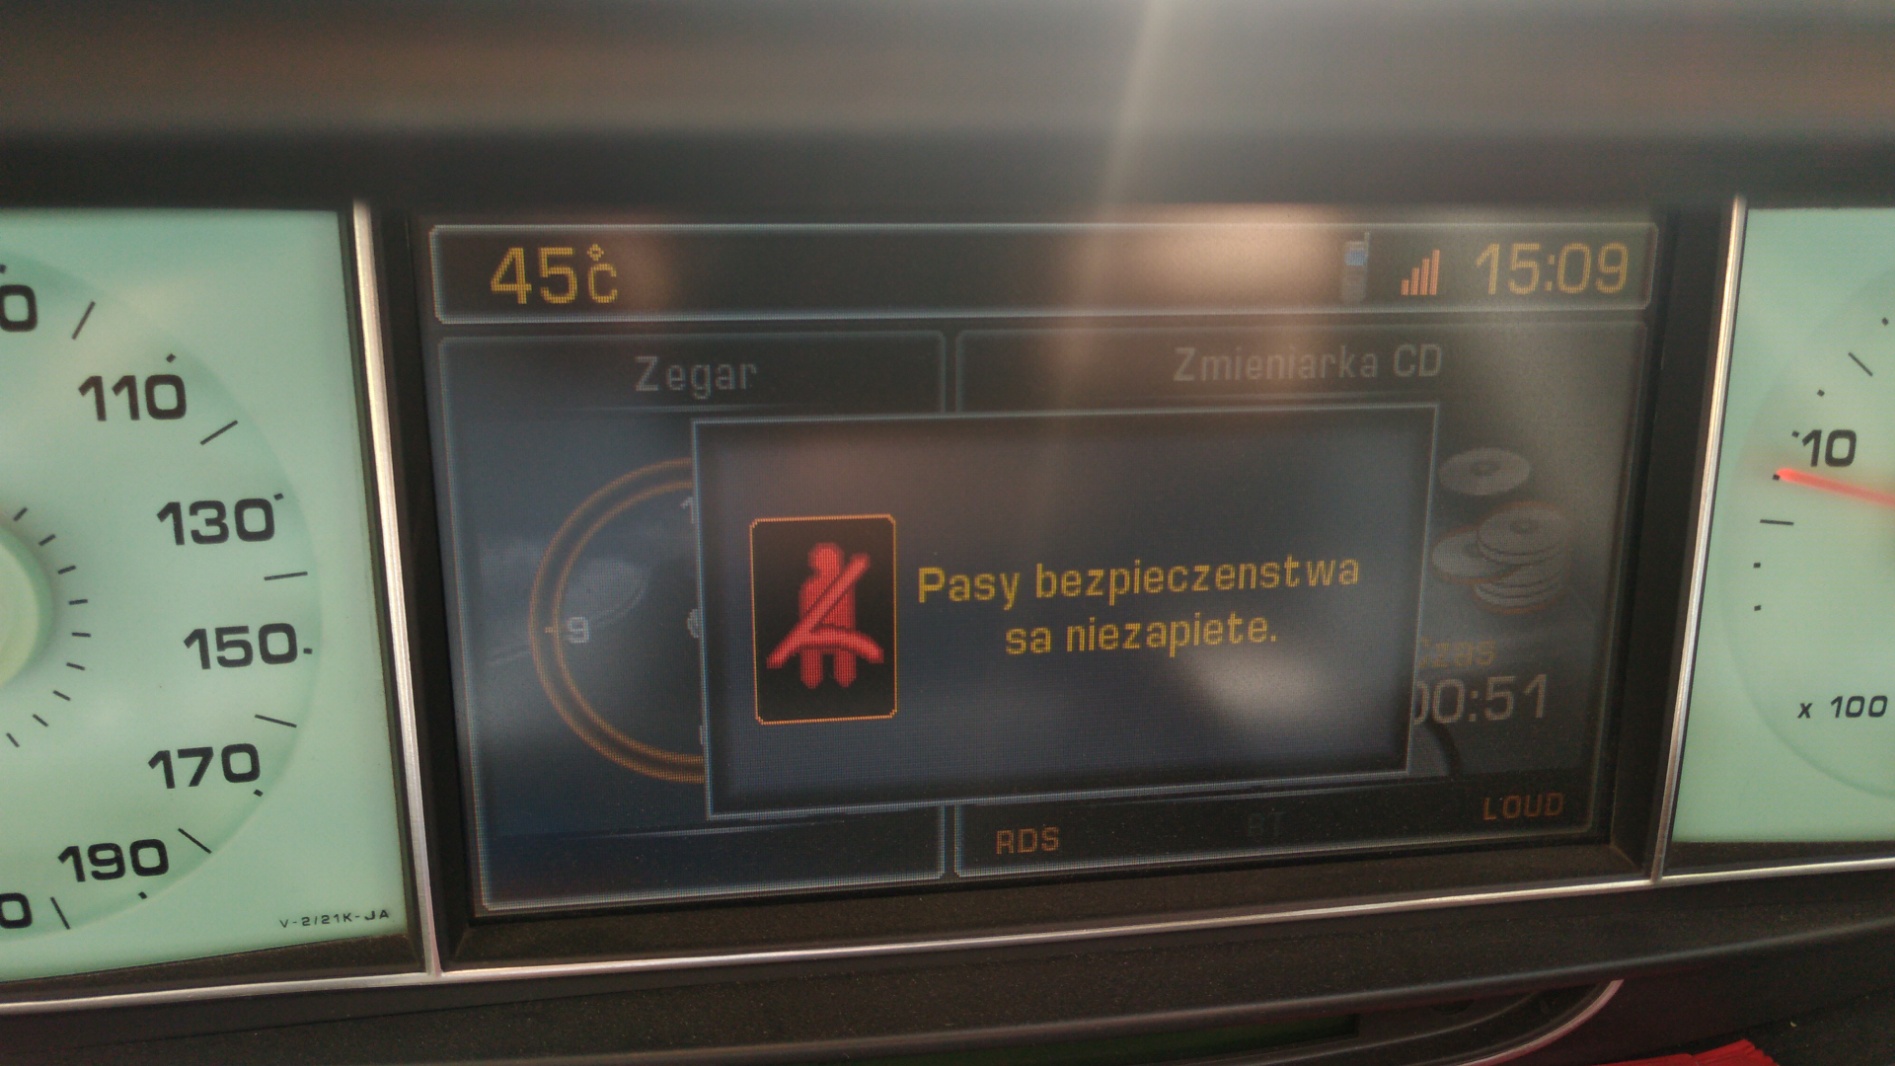 45°C
15:09
Zegar
Zmieniarka CD
9
Pasy bezpieczenstwa
sa niezapiete.
00:51
RDS
LOUD
110
130
150
170
190
V-2/21K-JA
10
x 100